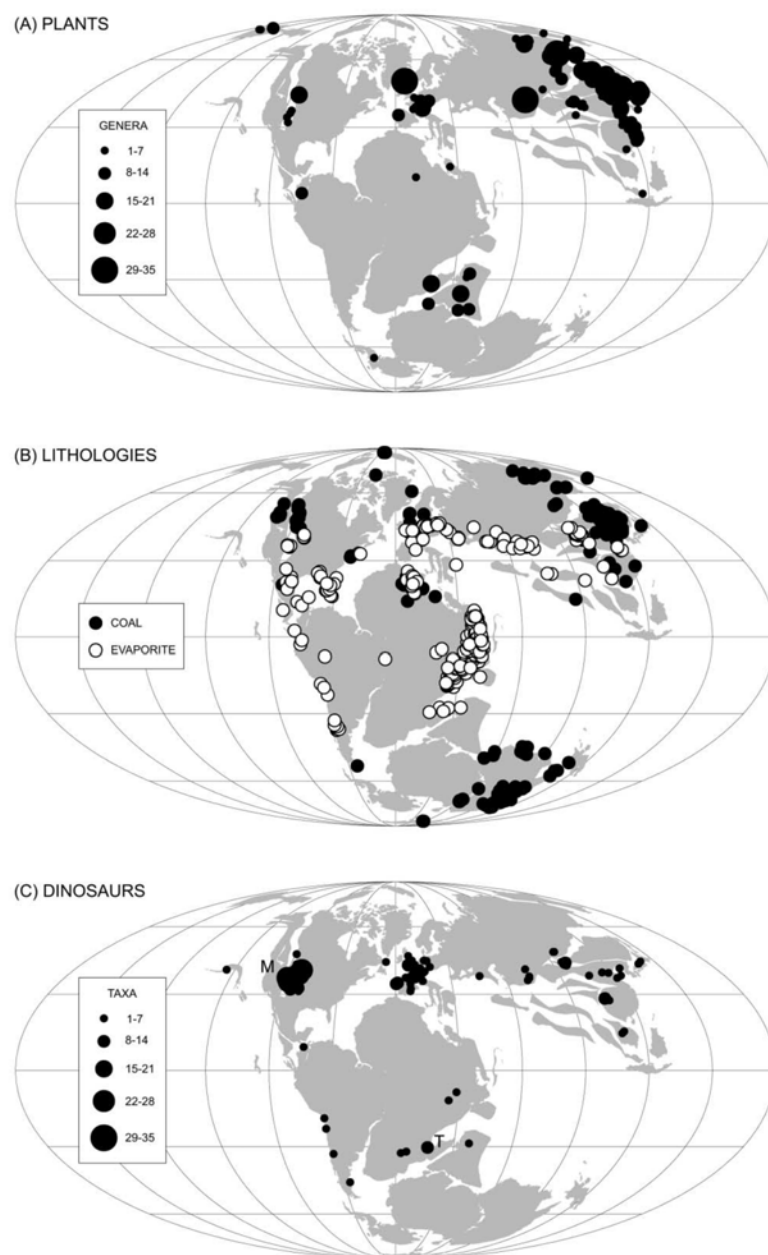 (A) PLANTS
GENERA
1-7
8-14
15-21
22-28
29-35
(B) LITHOLOGIES
COAL
EVAPORITE
(C) DINOSAURS
M
TAXA
1-7
8-14
15-21
22-28
29-35
T